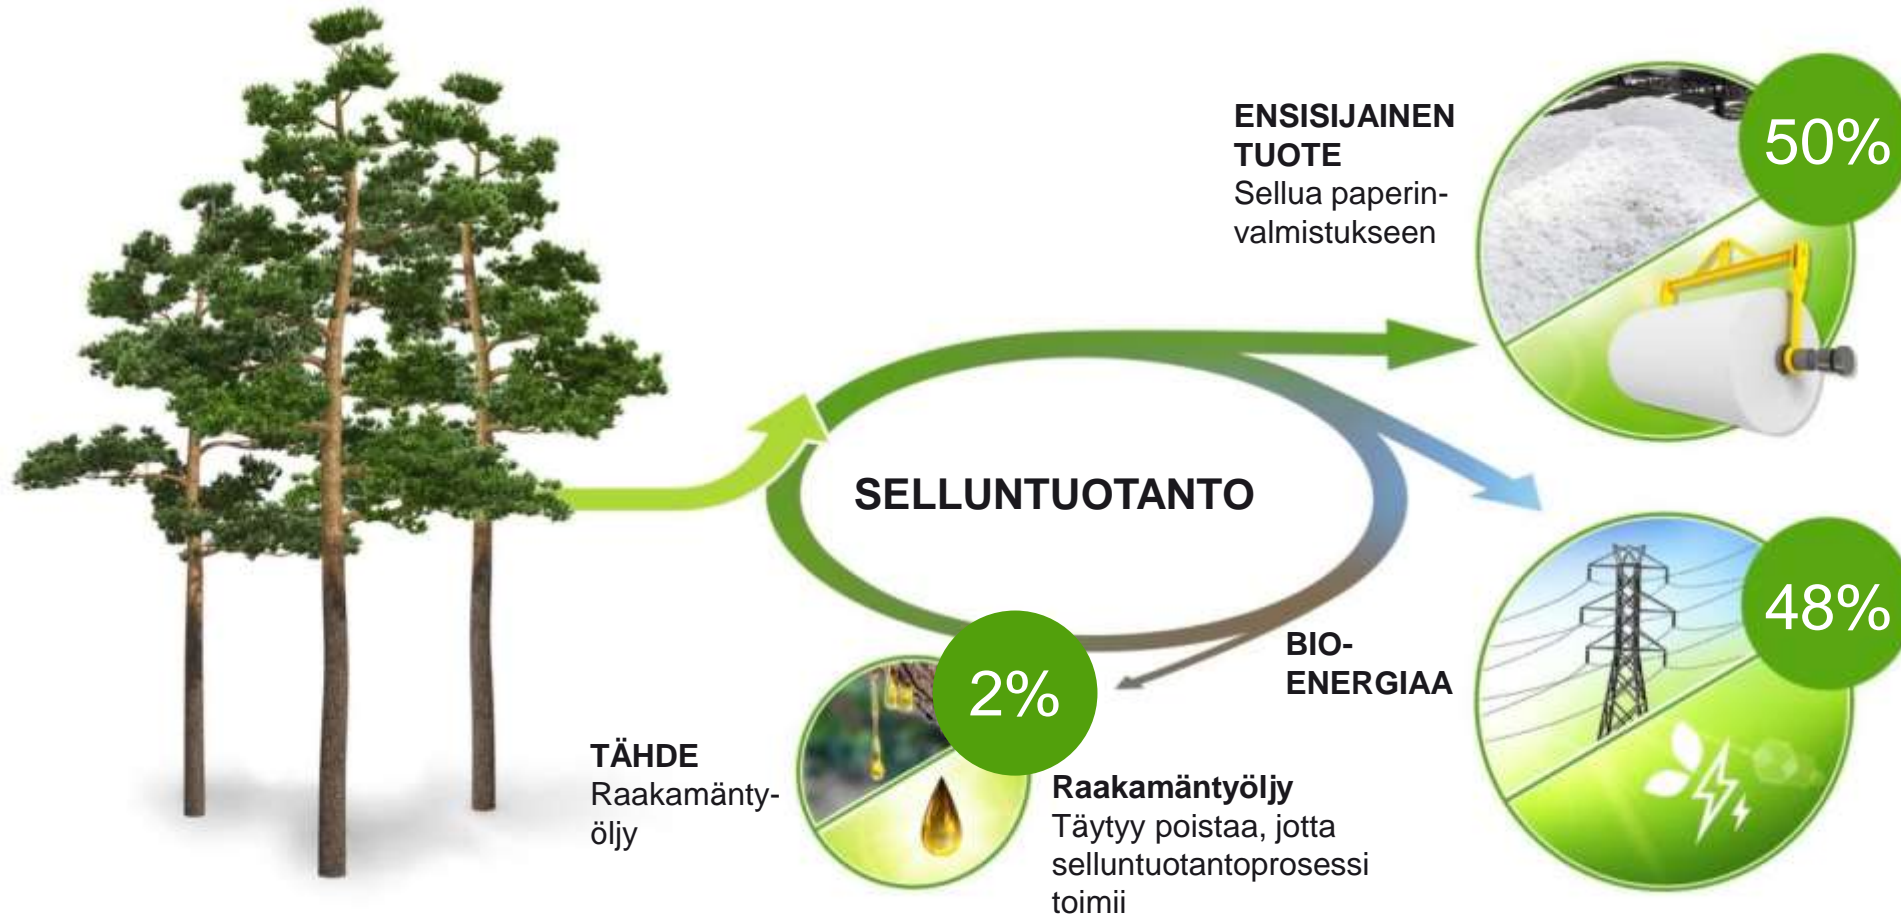 ENSISIJAINEN
TUOTE
Sellua paperin-
valmistukseen
50%
SELLUNTUOTANTO
48%
BIO-
ENERGIAA
2%
TÄHDE
Raakamänty-
öljy
Raakamäntyöljy
Täytyy poistaa, jotta
selluntuotantoprosessi
toimii